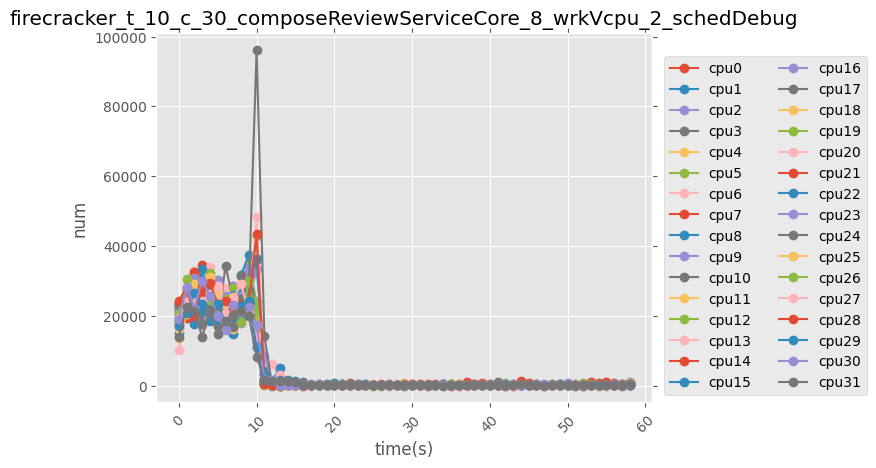 firecracker_t_10_c_30_composeReviewServiceCore_8_wrkVcpu_2_schedDebug
100000
80000
60000
40000
20000
0
num
0
10
20
30
40
50
60
time(s)
cpu0
cpu1
cpu2
cpu3
cpu4
cpu5
cpu6
cpu7
cpu8
cpu9
cpu10
cpu11
cpu12
cpu13
cpu14
cpu15
cpu16
cpu17
cpu18
cpu19
cpu20
cpu21
cpu22
cpu23
cpu24
cpu25
cpu26
cpu27
cpu28
cpu29
cpu30
cpu31